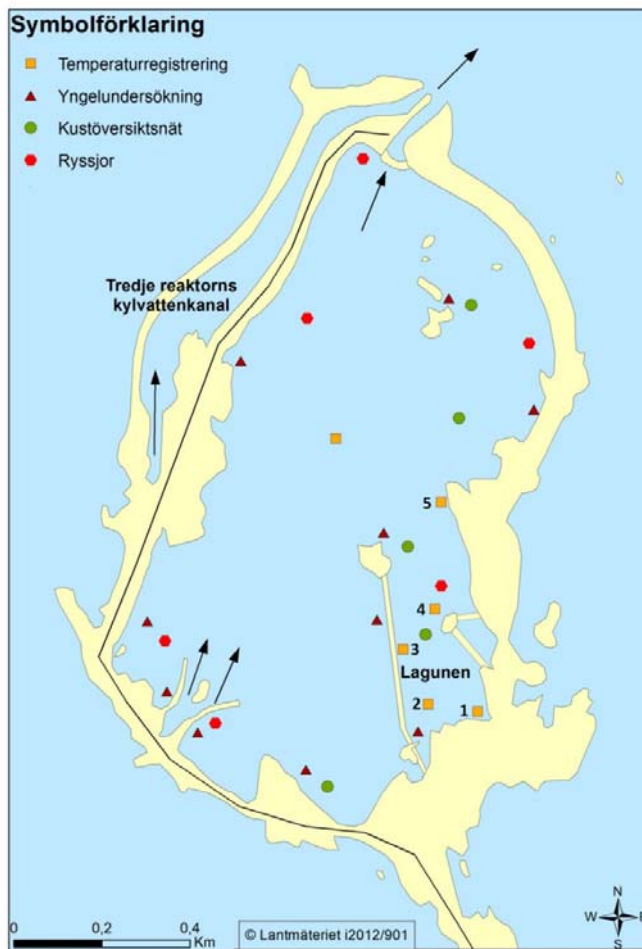 Symbolförklaring
Temperaturregistrering
Yngelundersökning
Kustöversiktsnät
Ryssjor
Tredje reaktorns
kylvattenkanal
5
4
3
Lagunen
2
1
N
W E
S
0 0,2 0,4
Km
© Lantmäteriet i2012/901